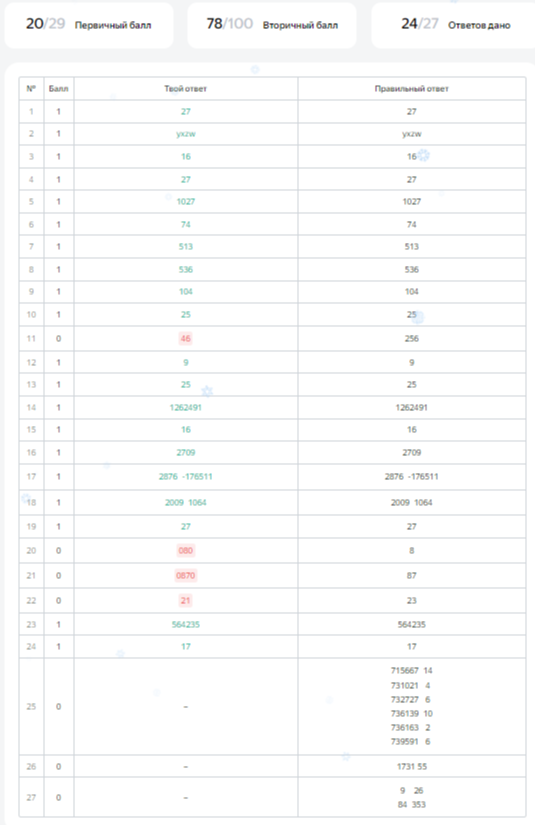 20/29 Первичный балл 78/100 Вторичный балл 24/27 Ответов дано
№ Балл Твой ответ Правильный ответ
1 1 27 27
2 1 yxzw yxzw
3 1 16 16
4 1 27 27
5 1 1027 1027
6 1 74 74
7 1 513 513
8 1 536 536
9 1 104 104
10 1 25 25
11 0 46 256
12 1 9 9
13 1 25 25
14 1 1262491 1262491
15 1 16 16
16 1 2709 2709
17 1 2876 -176511 2876 -176511
18 1 2009 1064 2009 1064
19 1 27 27
20 0 080 8
21 0 0870 87
22 0 21 23
23 1 564235 564235
24 1 17 17
25 0 – 715667 14
731021 4
732727 6
736139 10
736163 2
739591 6
26 0 – 1731 55
27 0 – 9 26
84 353